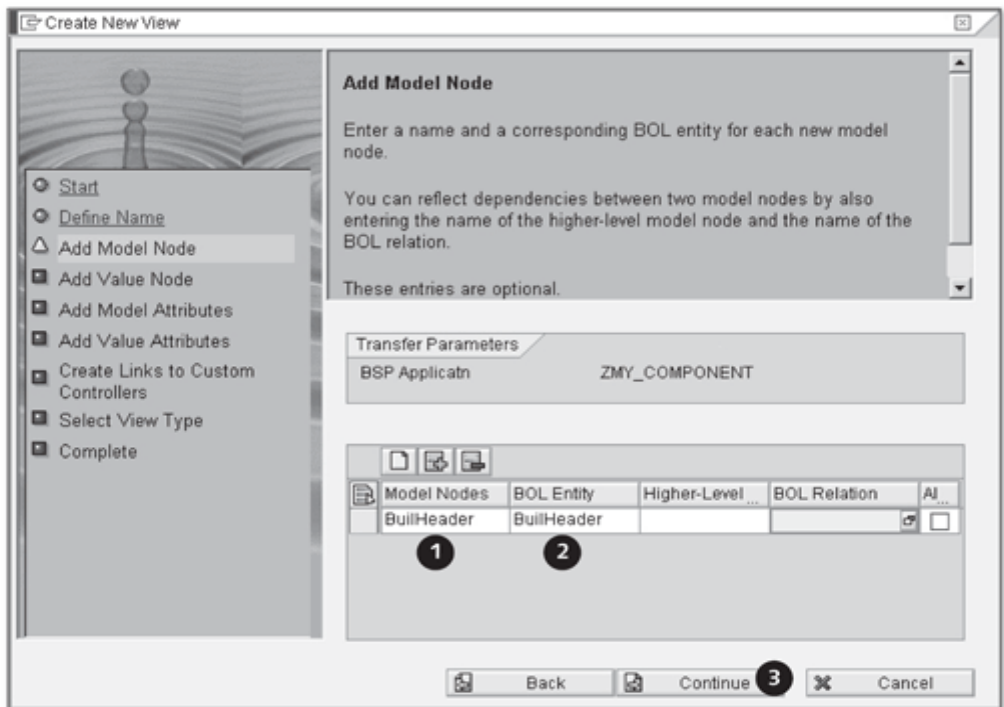 Create New View
Start
Define Name
Add Model Node
Add Value Node
Add Model Attributes
Add Value Attributes
Create Links to Custom
Controllers
Select View Type
Complete
Add Model Node
Enter a name and a corresponding BOL entity for each new model
node.
You can reflect dependencies between two model nodes by also
entering the name of the higher-level model node and the name of the
BOL relation.
These entries are optional.
Transfer Parameters
BSP Applicatn ZMY_COMPONENT
Model Nodes BOL Entity Higher-Level ... BOL Relation Al...
BuilHeader BuilHeader
1 2
Back Continue 3 Cancel